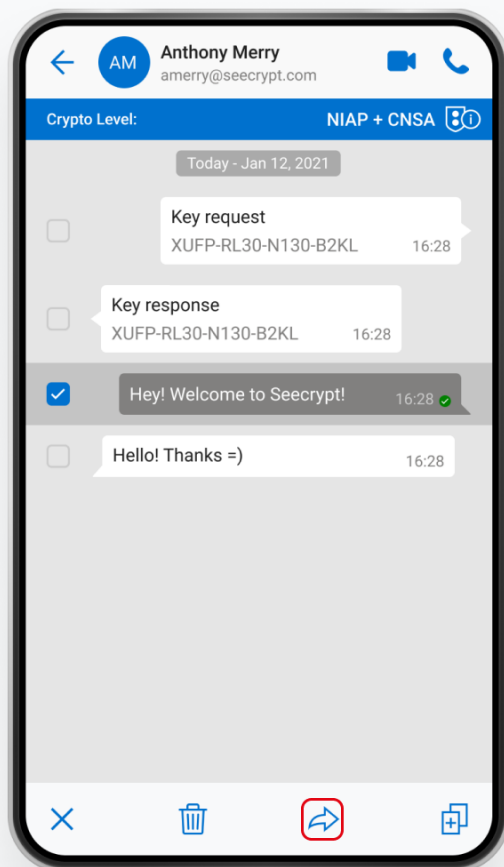 AM
Anthony Merry
amerry@seecrypt.com
Crypto Level:
NIAP + CNSA
Today - Jan 12, 2021
Key request
XUFP-RL30-N130-B2KL 16:28
Key response
XUFP-RL30-N130-B2KL 16:28
Hey! Welcome to Seecrypt! 16:28
Hello! Thanks =) 16:28